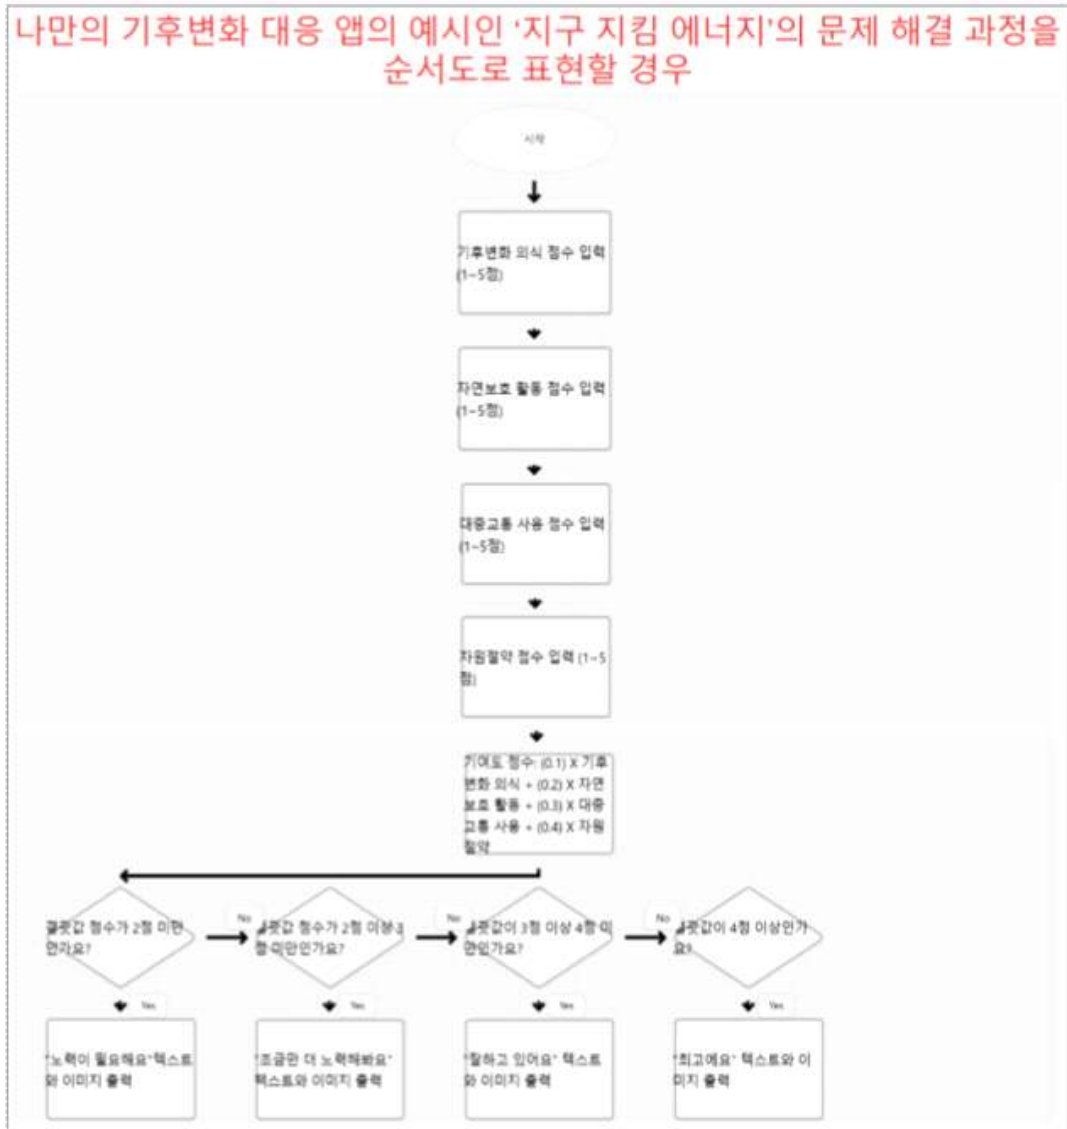 나만의 기후변화 대응 앱의 예시인 ‘지구 지킴 에너지’의 문제 해결 과정을
순서도로 표현할 경우
시작
기후변화 의식 점수 입력
(1~5점)
자연보호 활동 점수 입력
(1~5점)
대중교통 사용 점수 입력
(1~5점)
자원절약 점수 입력 (1~5
점)
기여도 점수: (0.1) X 기후
변화 의식 + (0.2) X 자연
보호 활동 + (0.3) X 대중
교통 사용 + (0.4) X 자원
절약
결괏값 점수가 2점 미만
인가요?
No
결괏값 점수가 2점 이상 3
점 미만인가요?
No
결괏값이 3점 이상 4점 미
만인가요?
No
결괏값이 4점 이상인가
요?
Yes
Yes
Yes
Yes
"노력이 필요해요"텍스트
와 이미지 출력
"조금만 더 노력해봐요"
텍스트와 이미지 출력
"잘하고 있어요" 텍스트
와 이미지 출력
"최고에요" 텍스트와 이
미지 출력